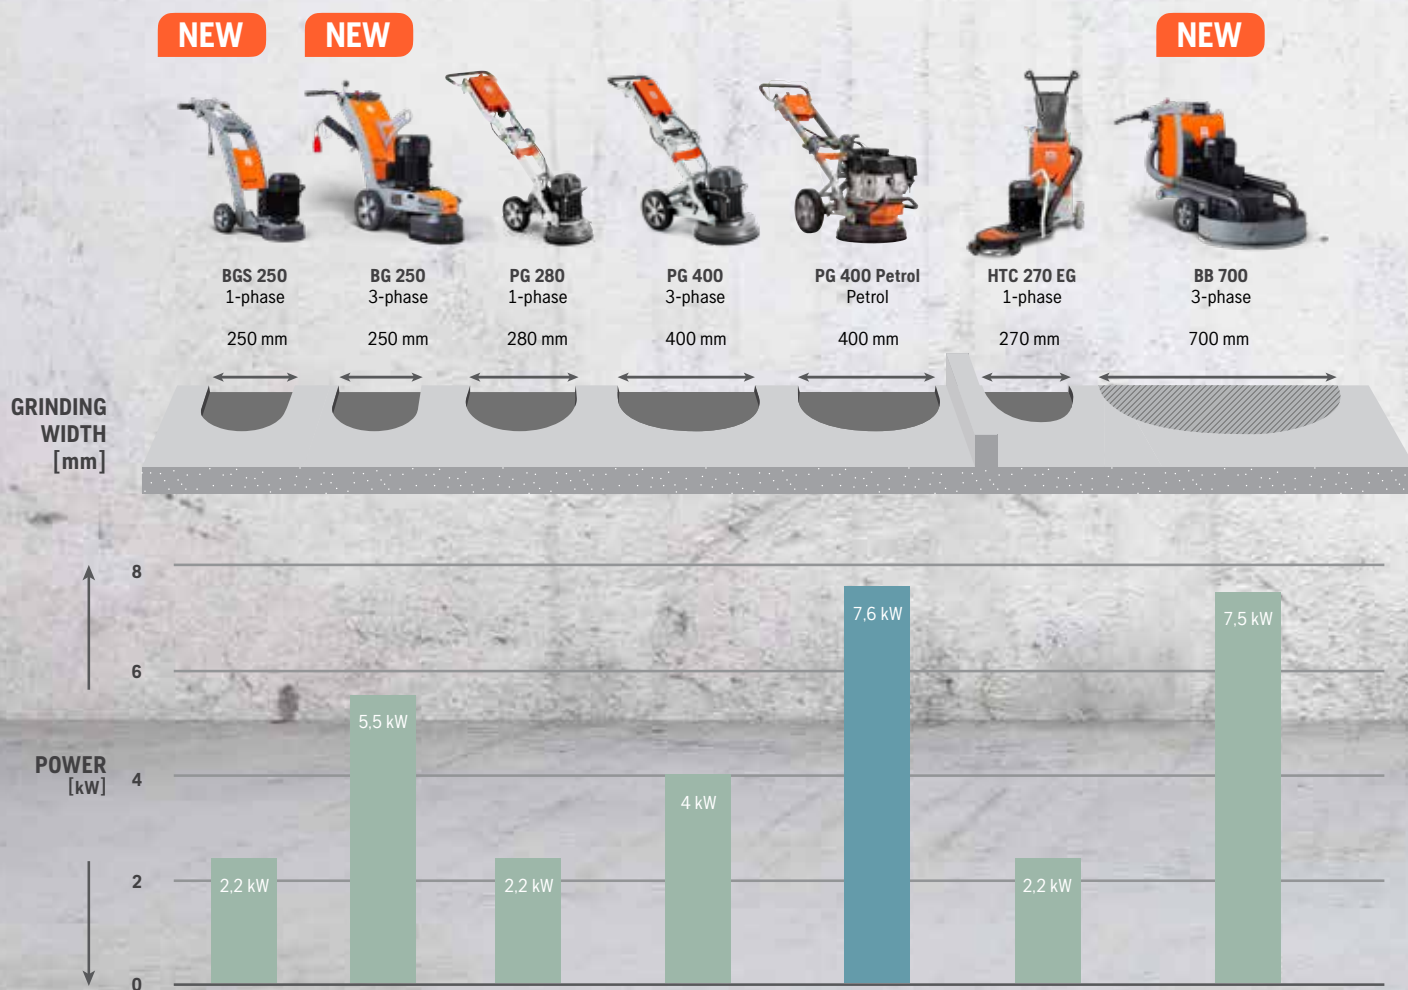 NEW
NEW
NEW
BGS 250
1-phase
250 mm
BG 250
3-phase
250 mm
PG 280
1-phase
280 mm
PG 400
3-phase
400 mm
PG 400 Petrol
Petrol
400 mm
HTC 270 EG
1-phase
270 mm
BB 700
3-phase
700 mm
GRINDING
WIDTH
[mm]
POWER
[kW]
8
6
4
2
0
2,2 kW
5,5 kW
2,2 kW
4 kW
7,6 kW
2,2 kW
7,5 kW